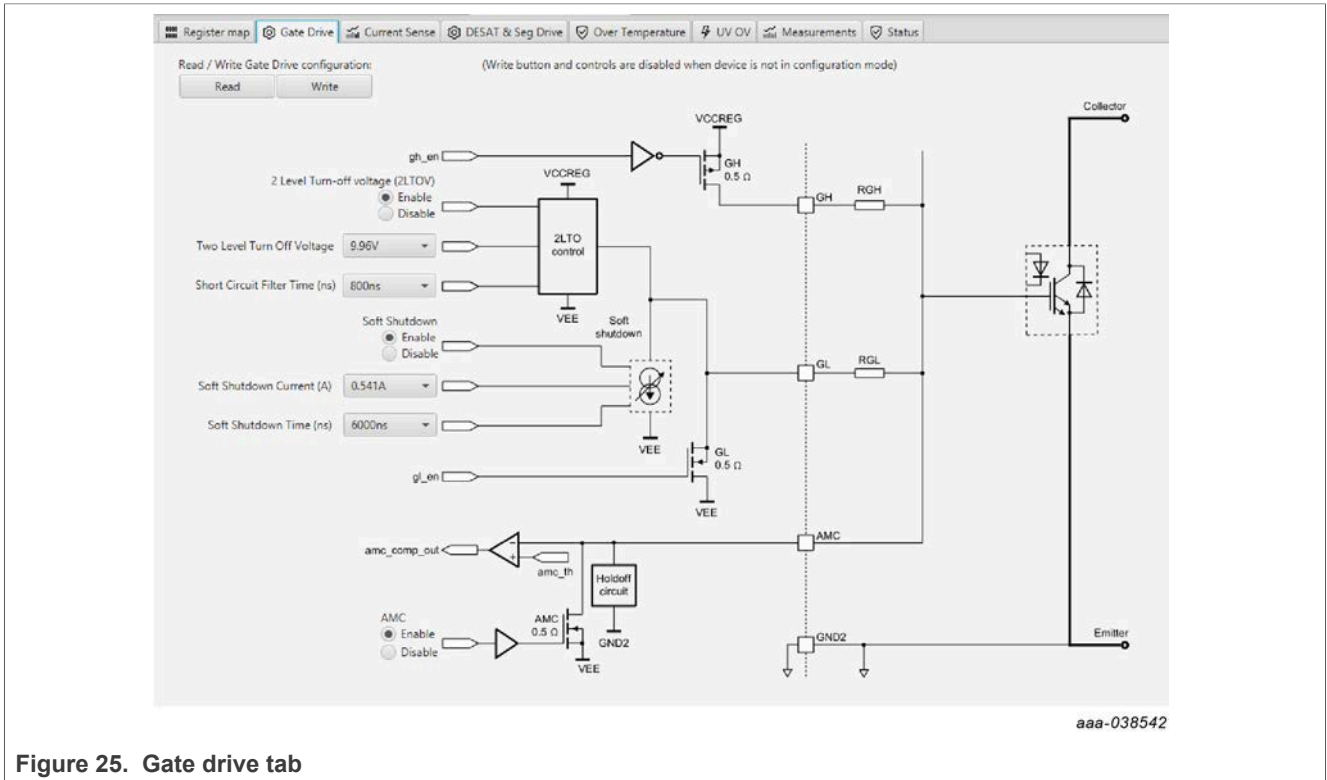 Register map Gate Drive Current Sense DESAT & Seg Drive Over Temperature UV OV Measurements Status
Read / Write Gate Drive configuration: (Write button and controls are disabled when device is not in configuration mode)
Read Write
Collector
VCCREG
gh_en
GH
0.5 Ω
2 Level Turn-off voltage (2LTOV)
Enable
Disable
VCCREG
GH RGH
Two Level Turn Off Voltage 9.96V
2LTO
control
Short Circuit Filter Time (ns) 800ns
VEE
Soft
shutdown
Soft Shutdown
Enable
Disable
GL RGL
Soft Shutdown Current (A) 0.541A
Soft Shutdown Time (ns) 6000ns
VEE
GL
0.5 Ω
gl_en
VEE
AMC
amc_comp_out
-
+
amc_th
Holdoff
circuit
AMC
Enable
Disable
AMC
0.5 Ω
GND2
VEE
GND2
Emitter
aaa-038542
Figure 25. Gate drive tab